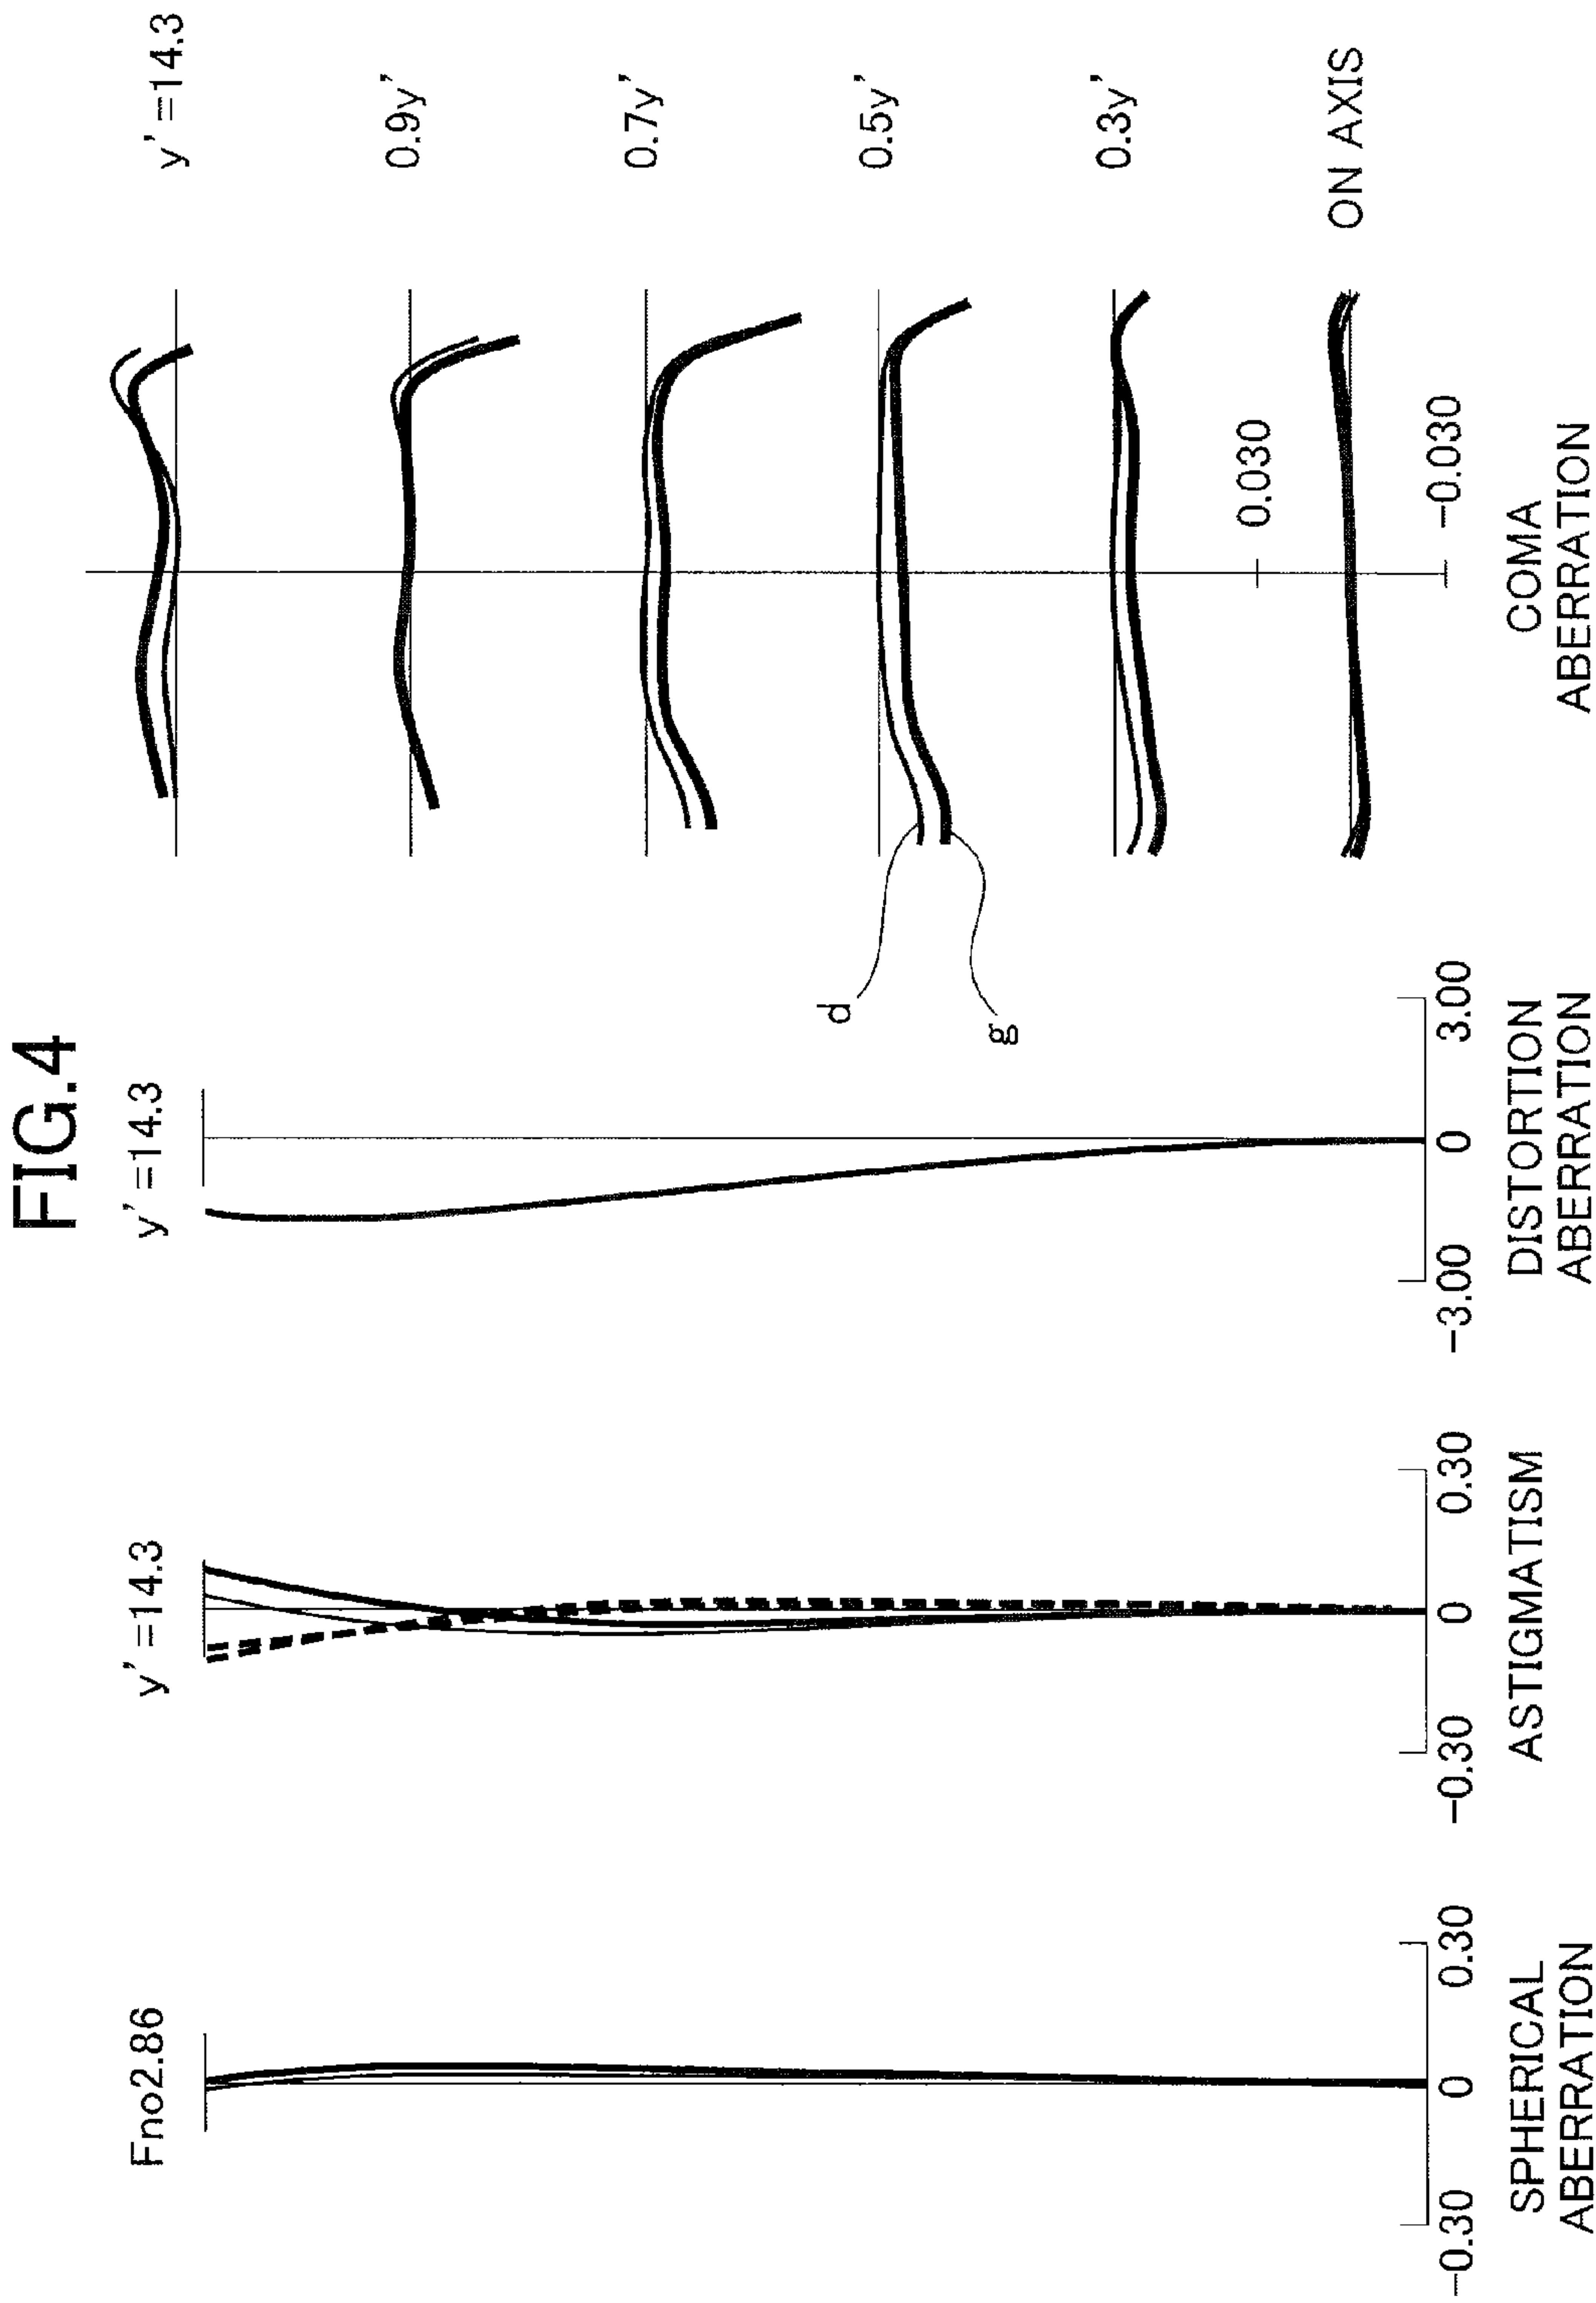 FIG.4
Fno2.86
-0.30
0
0.30
SPHERICAL
ABERRATION
y'=14.3
-0.30
0
0.30
ASTIGMATISM
y'=14.3
-3.00
0
3.00
DISTORTION
ABERRATION
y'=14.3
0.9y'
0.7y'
0.5y'
0.3y'
ON AXIS
d
g
0.030
-0.030
COMA
ABERRATION